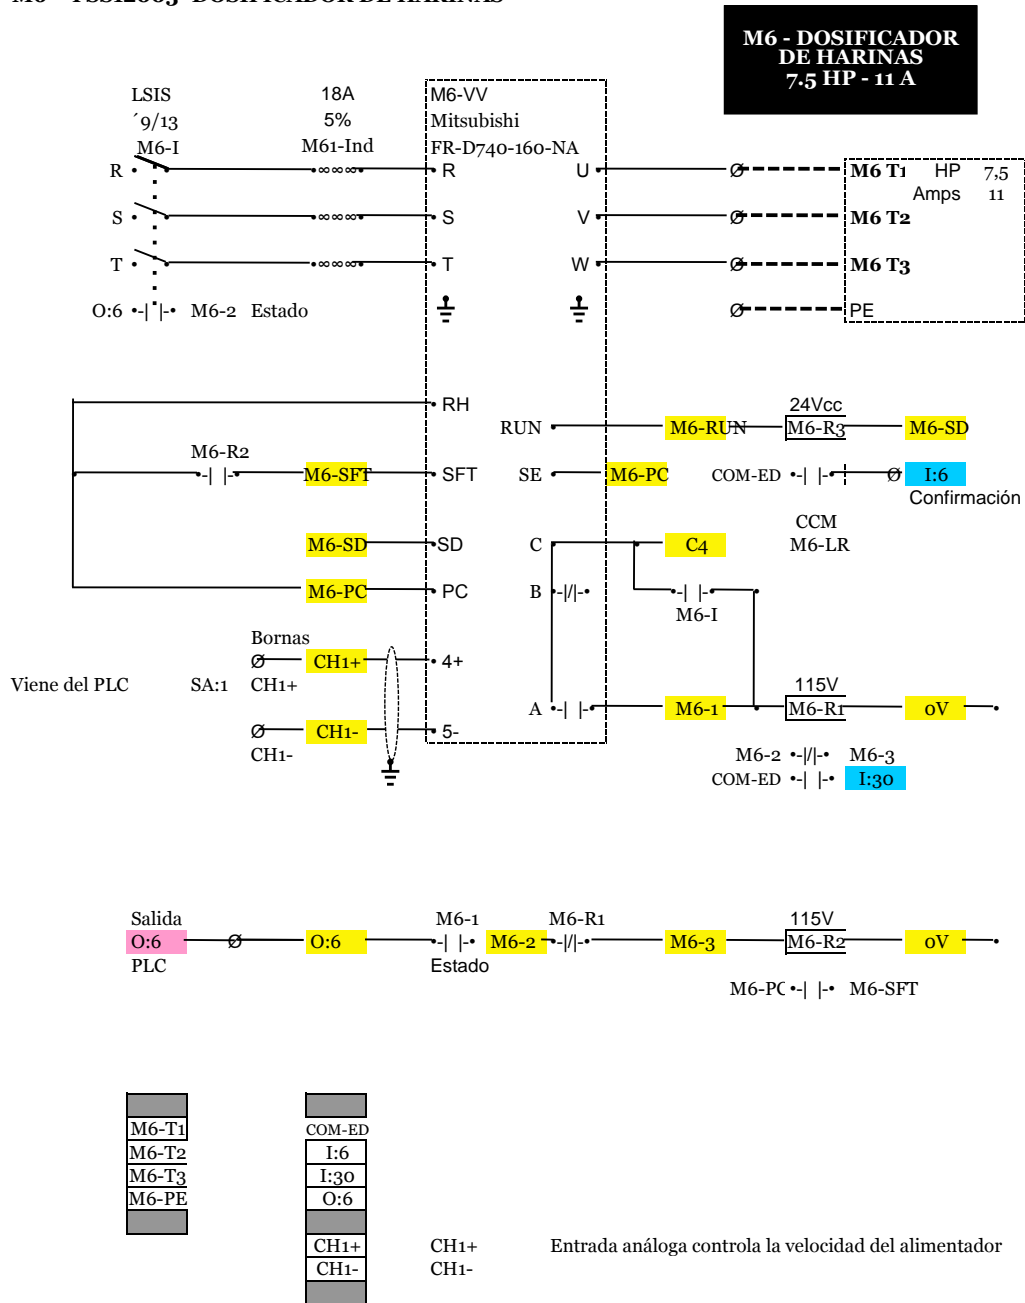 M6 - DOSIFICADOR
DE HARINAS
7.5 HP - 11 A
LSIS 18A M6-VV
´9/13 5% Mitsubishi
M6-I M61-Ind FR-D740-160-NA
R R U M6 T1 HP 7,5
Amps 11
S S V M6 T2
T T W M6 T3
O:6 M6-2 Estado PE
RH 24Vcc
RUN M6-RUN M6-R3 M6-SD
M6-R2
M6-SFT SFT SE M6-PC COM-ED I:6
Confirmación
CCM
M6-SD SD C C4 M6-LR
M6-PC PC B M6-I
Bornas
CH1+ 4+
Viene del PLC SA:1 CH1+ 115V
A M6-1 M6-R1 0V
CH1- 5-
CH1- M6-2 M6-3
COM-ED I:30
Salida M6-1 M6-R1 115V
O:6 O:6 M6-2 M6-3 M6-R2 0V
PLC Estado
M6-PC M6-SFT
M6-T1 COM-ED
M6-T2 I:6
M6-T3 I:30
M6-PE O:6
CH1+ CH1+ Entrada análoga controla la velocidad del alimentador
CH1- CH1-